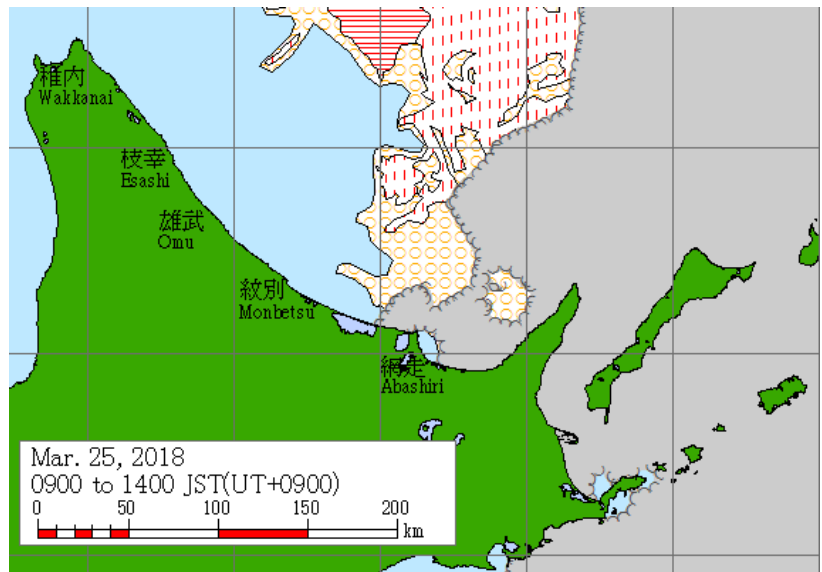 稚内
Wakkanai
枝幸
Esashi
雄武
Omu
紋別
Monbetsu
網走
Abashiri
Mar. 25, 2018
0900 to 1400 JST(UT+0900)
0 50 100 150 200
km